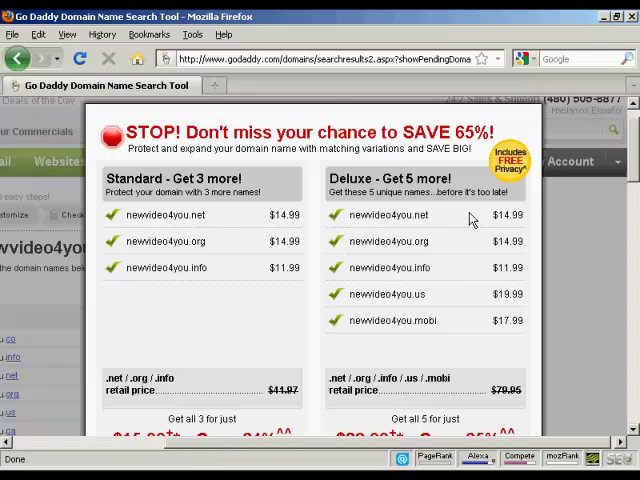 Go Daddy Domain Name Search Tool - Mozilla Firefox
File Edit View History Bookmarks Tools Help
http://www.godaddy.com/domains/searchresults2.aspx?showPendingDoma
Google
Go Daddy Domain Name Search Tool
Deals of the Day
24/7 Sales & Support (480) 505-8877
Hablamos Español
r Commercials
ail Websites
Account
easy steps!
stomize Check
wvideo4you
the domain names belo
STOP! Don't miss your chance to SAVE 65%!
Protect and expand your domain name with matching variations and SAVE BIG!
Includes
FREE
Privacy^
Standard - Get 3 more!
Protect your domain with 3 more names!
newvideo4you.net $14.99
newvideo4you.org $14.99
newvideo4you.info $11.99
.net / .org / .info
retail price $41.97
Get all 3 for just
Deluxe - Get 5 more!
Get these 5 unique names...before it's too late!
newvideo4you.net $14.99
newvideo4you.org $14.99
newvideo4you.info $11.99
newvideo4you.us $19.99
newvideo4you.mobi $17.99
.net / .org / .info / .us / .mobi
retail price $79.95
Get all 5 for just
u.co
u.info
u.net
u.org
u.us
u.ca
Done
PageRank
Alexa
Compete
mozRank
SEO